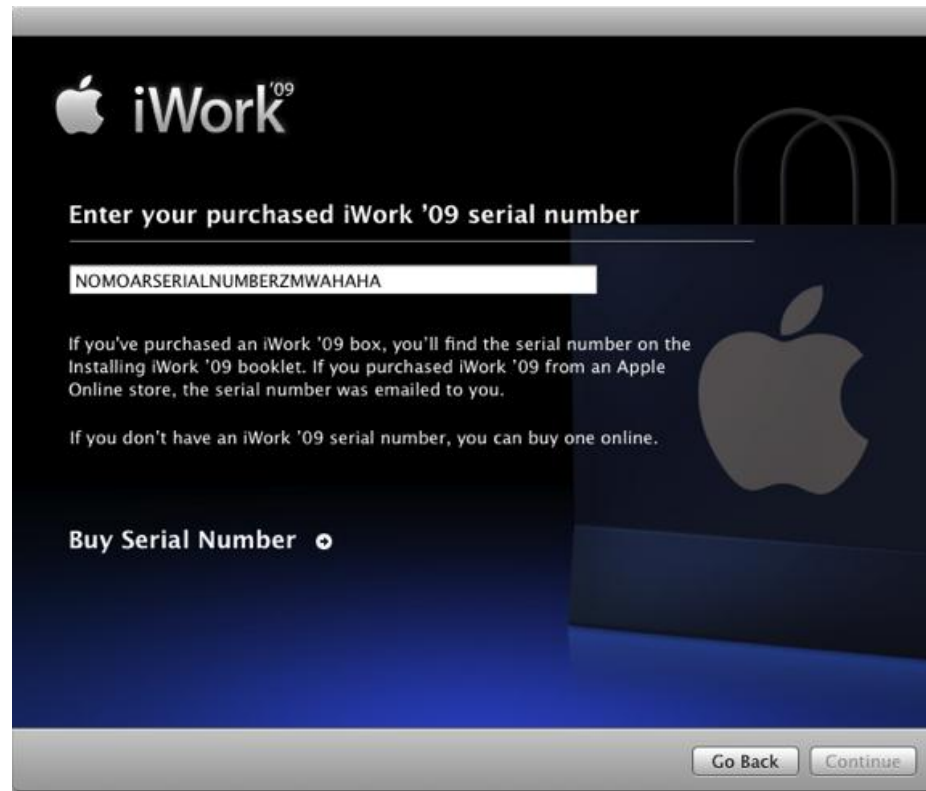 iWork '09
Enter your purchased iWork '09 serial number
NOMOARSERIALNUMBERZMWAHAHA
If you've purchased an iWork '09 box, you'll find the serial number on the
Installing iWork '09 booklet. If you purchased iWork '09 from an Apple
Online store, the serial number was emailed to you.
If you don't have an iWork '09 serial number, you can buy one online.
Buy Serial Number
Go Back Continue